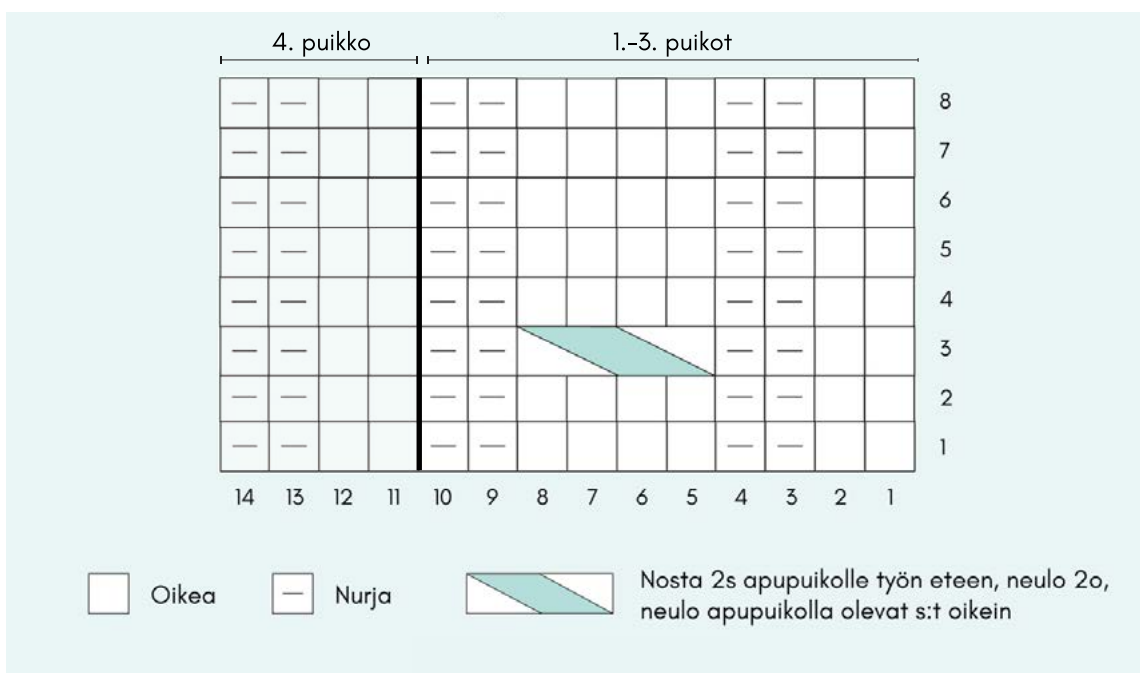 4. puikko 1.-3. puikot
8
7
6
5
4
3
2
1
14 13 12 11 10 9 8 7 6 5 4 3 2 1
Oikea
Nurja
Nosta 2s apupuikolle työn eteen, neulo 2o,
neulo apupuikolla olevat s:t oikein